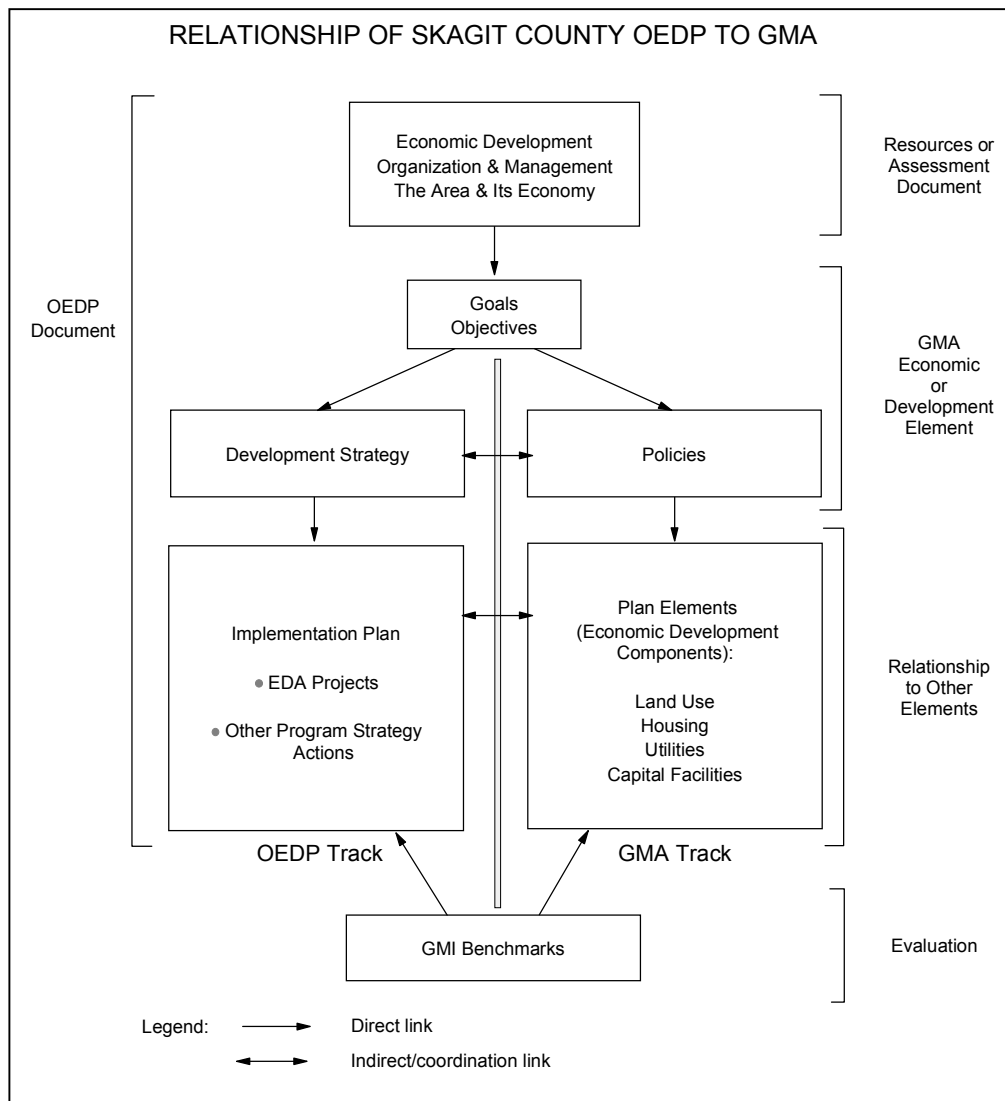 RELATIONSHIP OF SKAGIT COUNTY OEDP TO GMA
Economic Development
Organization & Management
The Area & Its Economy
Resources or
Assessment
Document
OEDP
Document
Goals
Objectives
GMA
Economic
or
Development
Element
Development Strategy
Policies
Implementation Plan
• EDA Projects
• Other Program Strategy
Actions
Plan Elements
(Economic Development
Components):
Land Use
Housing
Utilities
Capital Facilities
Relationship
to Other
Elements
OEDP Track
GMA Track
GMI Benchmarks
Evaluation
Legend:
Direct link
Indirect/coordination link